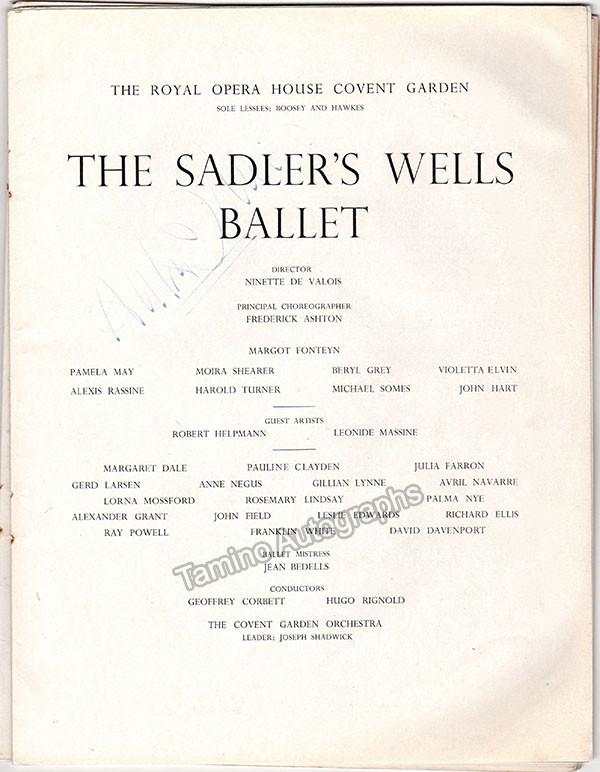 THE ROYAL OPERA HOUSE COVENT GARDEN
SOLE LESSEES: BOOSEY AND HAWKES
THE SADLER'S WELLS
BALLET
DIRECTOR
NINETTE DE VALOIS
PRINCIPAL CHOREOGRAPHER
FREDERICK ASHTON
MARGOT FONTEYN
PAMELA MAY MOIRA SHEARER BERYL GREY VIOLETTA ELVIN
ALEXIS RASSINE HAROLD TURNER MICHAEL SOMES JOHN HART
GUEST ARTISTS
ROBERT HELPMANN LEONIDE MASSINE
MARGARET DALE PAULINE CLAYDEN JULIA FARRON
GERD LARSEN ANNE NEGUS GILLIAN LYNNE AVRIL NAVARRE
LORNA MOSSFORD ROSEMARY LINDSAY PALMA NYE
ALEXANDER GRANT JOHN FIELD LESLIE EDWARDS RICHARD ELLIS
RAY POWELL FRANKLIN WHITE DAVID DAVENPORT
BALLET MISTRESS
JEAN BEDELLS
CONDUCTORS
GEOFFREY CORBETT HUGO RIGNOLD
THE COVENT GARDEN ORCHESTRA
LEADER: JOSEPH SHADWICK
Tamino Autographs